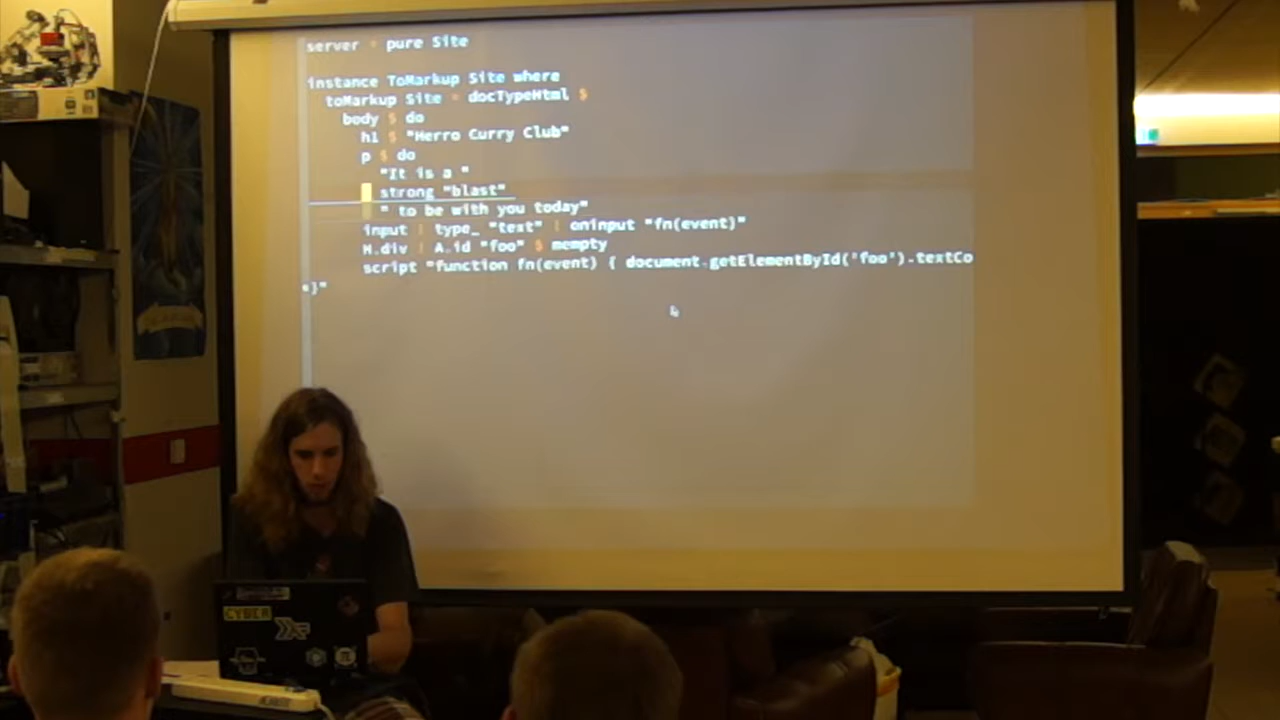 server = pure Site
instance ToMarkup Site where
toMarkup Site = docTypeHtml $
body $ do
h1 $ "Herro Curry Club"
p $ do
"It is a "
strong "blast"
" to be with you today"
input ! type_ "text" ! oninput "fn(event)"
H.div ! A.id "foo" $ mempty
script "function fn(event) { document.getElementById('foo').textCo
}"
CYBER